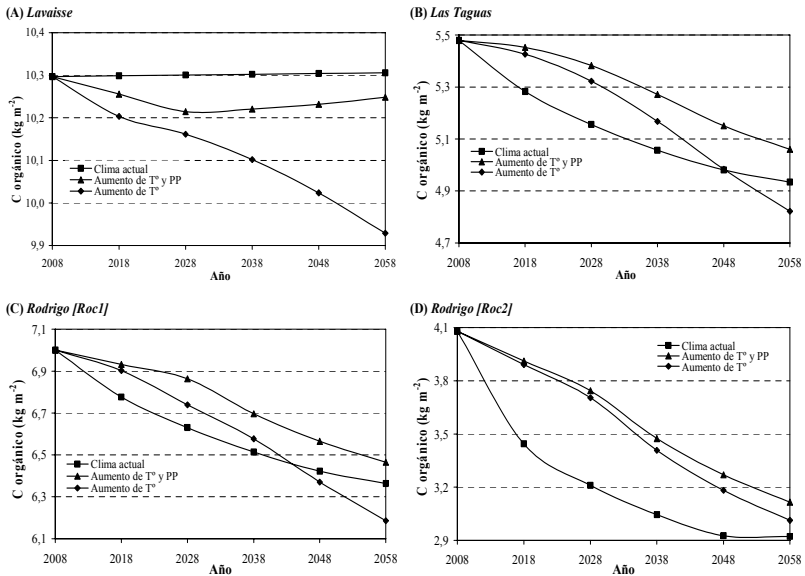 (A) Lavaisse
C orgánico (kg m-2)
10,4
10,3
10,2
10,1
10,0
9,9
Clima actual
Aumento de Tº y PP
Aumento de Tº
2008 2018 2028 2038 2048 2058
Año
(B) Las Taguas
C orgánico (kg m-2)
5,5
5,3
5,1
4,9
4,7
Clima actual
Aumento de Tº y PP
Aumento de Tº
2008 2018 2028 2038 2048 2058
Año
(C) Rodrigo [Roc1]
C orgánico (kg m-2)
7,1
6,9
6,7
6,5
6,3
6,1
Clima actual
Aumento de Tº y PP
Aumento de Tº
2008 2018 2028 2038 2048 2058
Año
(D) Rodrigo [Roc2]
C orgánico (kg m-2)
4,1
3,8
3,5
3,2
2,9
Clima actual
Aumento de Tº y PP
Aumento de Tº
2008 2018 2028 2038 2048 2058
Año